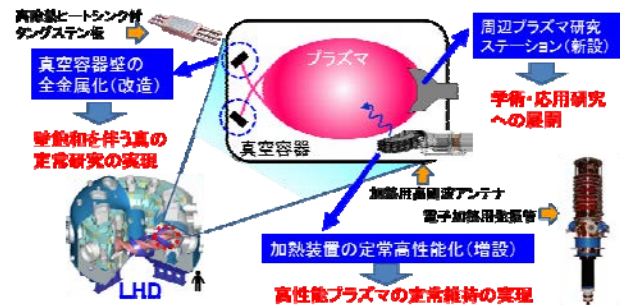 高除熱ヒートシンク付
タングステン板
真空容器壁の
全金属化(改造)
壁飽和を伴う真の
定常研究の実現
プラズマ
真空容器
周辺プラズマ研究
ステーション(新設)
学術・応用研究
への展開
加熱用高周波アンテナ
電子加熱用発振管
加熱装置の定常高性能化(増設)
高性能プラズマの定常維持の実現
LHD